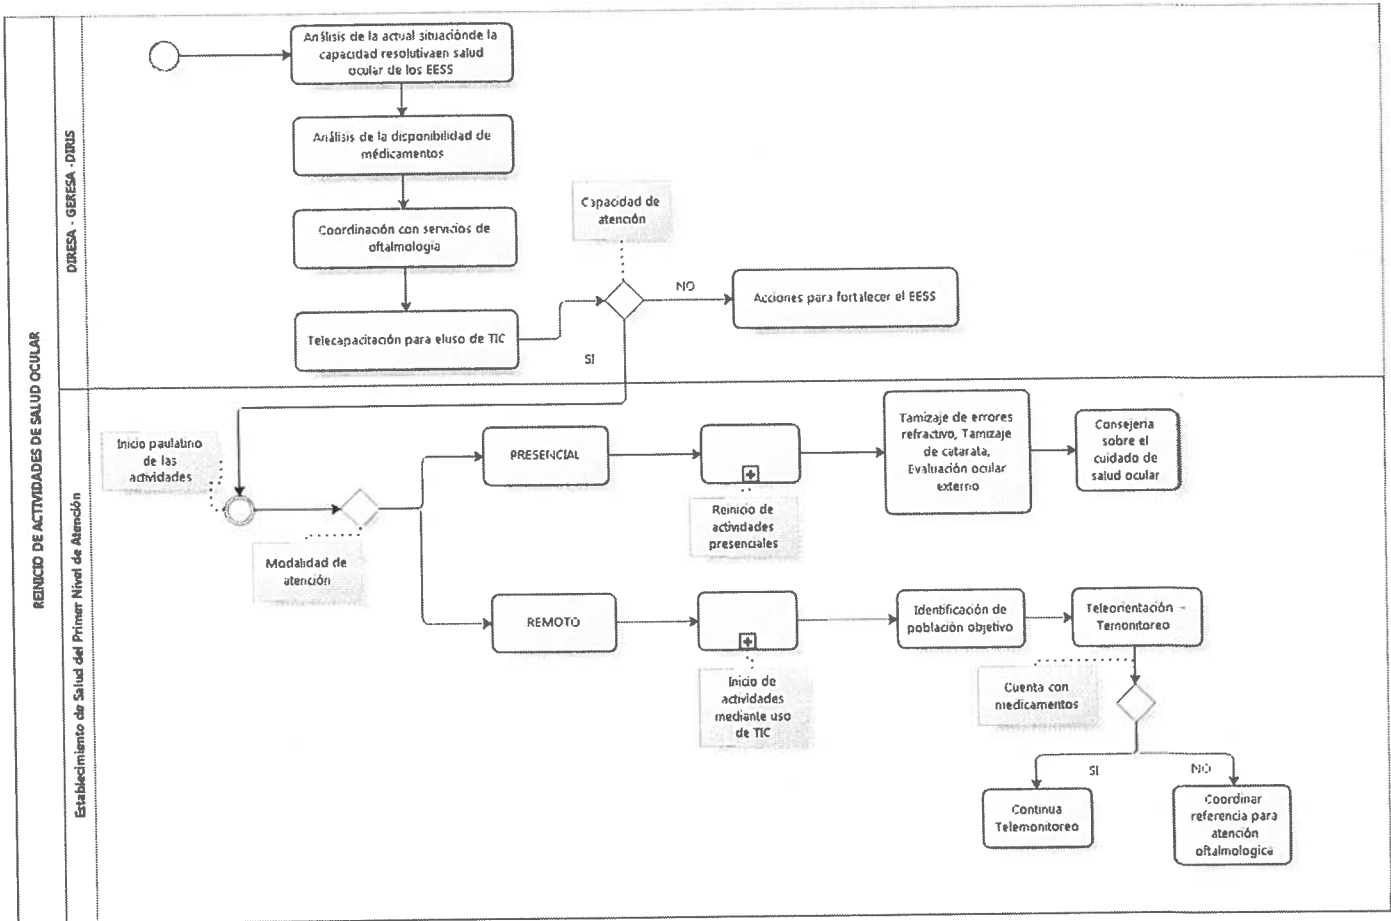 REINICIO DE ACTIVIDADES DE SALUD OCULAR
DIRESA - GERESA -DIRIS
Análisis de la actual situaciónde la
capacidad resolutivaen salud
ocular de los EESS
Análisis de la disponibilidad de
médicamentos
Coordinación con servicios de
oftalmologia
Telecapacitación para eluso de TIC
Capacidad de
atención
NO
SI
Acciones para fortalecer el EESS
Establecimiento de Salud del Primer Nivel de Atención
Inicio paulatino
de las
actividades
Modalidad de
atención
PRESENCIAL
Reinicio de
actividades
presenciales
Tamizaje de errores
refractivo, Tamizaje
de catarata,
Evaluación ocular
externo
Consejeria
sobre el
cuidado de
salud ocular
REMOTO
Inicio de
actividades
mediante uso
de TIC
Identificación de
población objetivo
Teleorientación -
Temonitoreo
Cuenta con
medicamentos
SI
NO
Continua
Telemonitoreo
Coordinar
referencia para
atención
oftalmologica